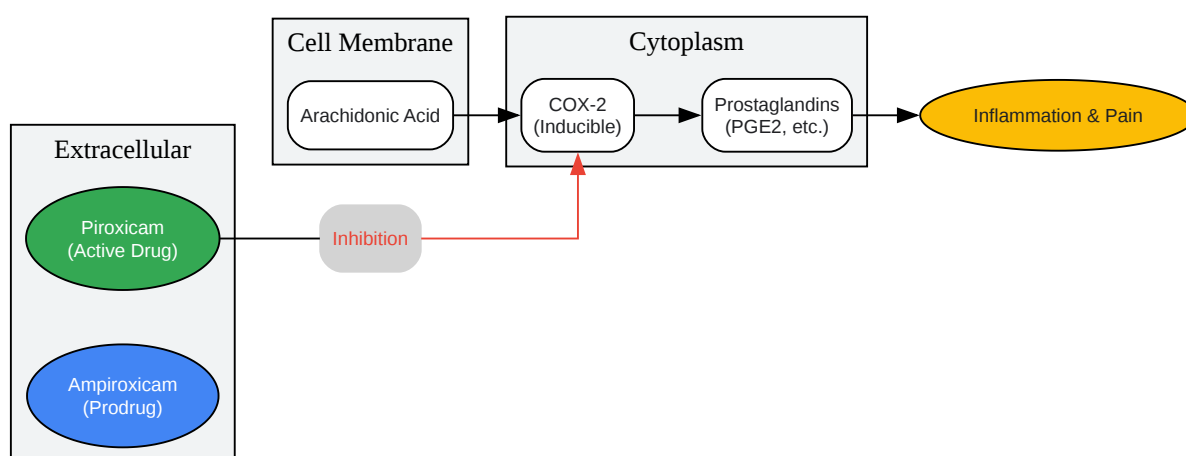 Cell Membrane
Arachidonic Acid
Cytoplasm
COX-2
(Inducible)
Prostaglandins
(PGE2, etc.)
Inflammation & Pain
Extracellular
Piroxicam
(Active Drug)
Inhibition
Ampiroxicam
(Prodrug)